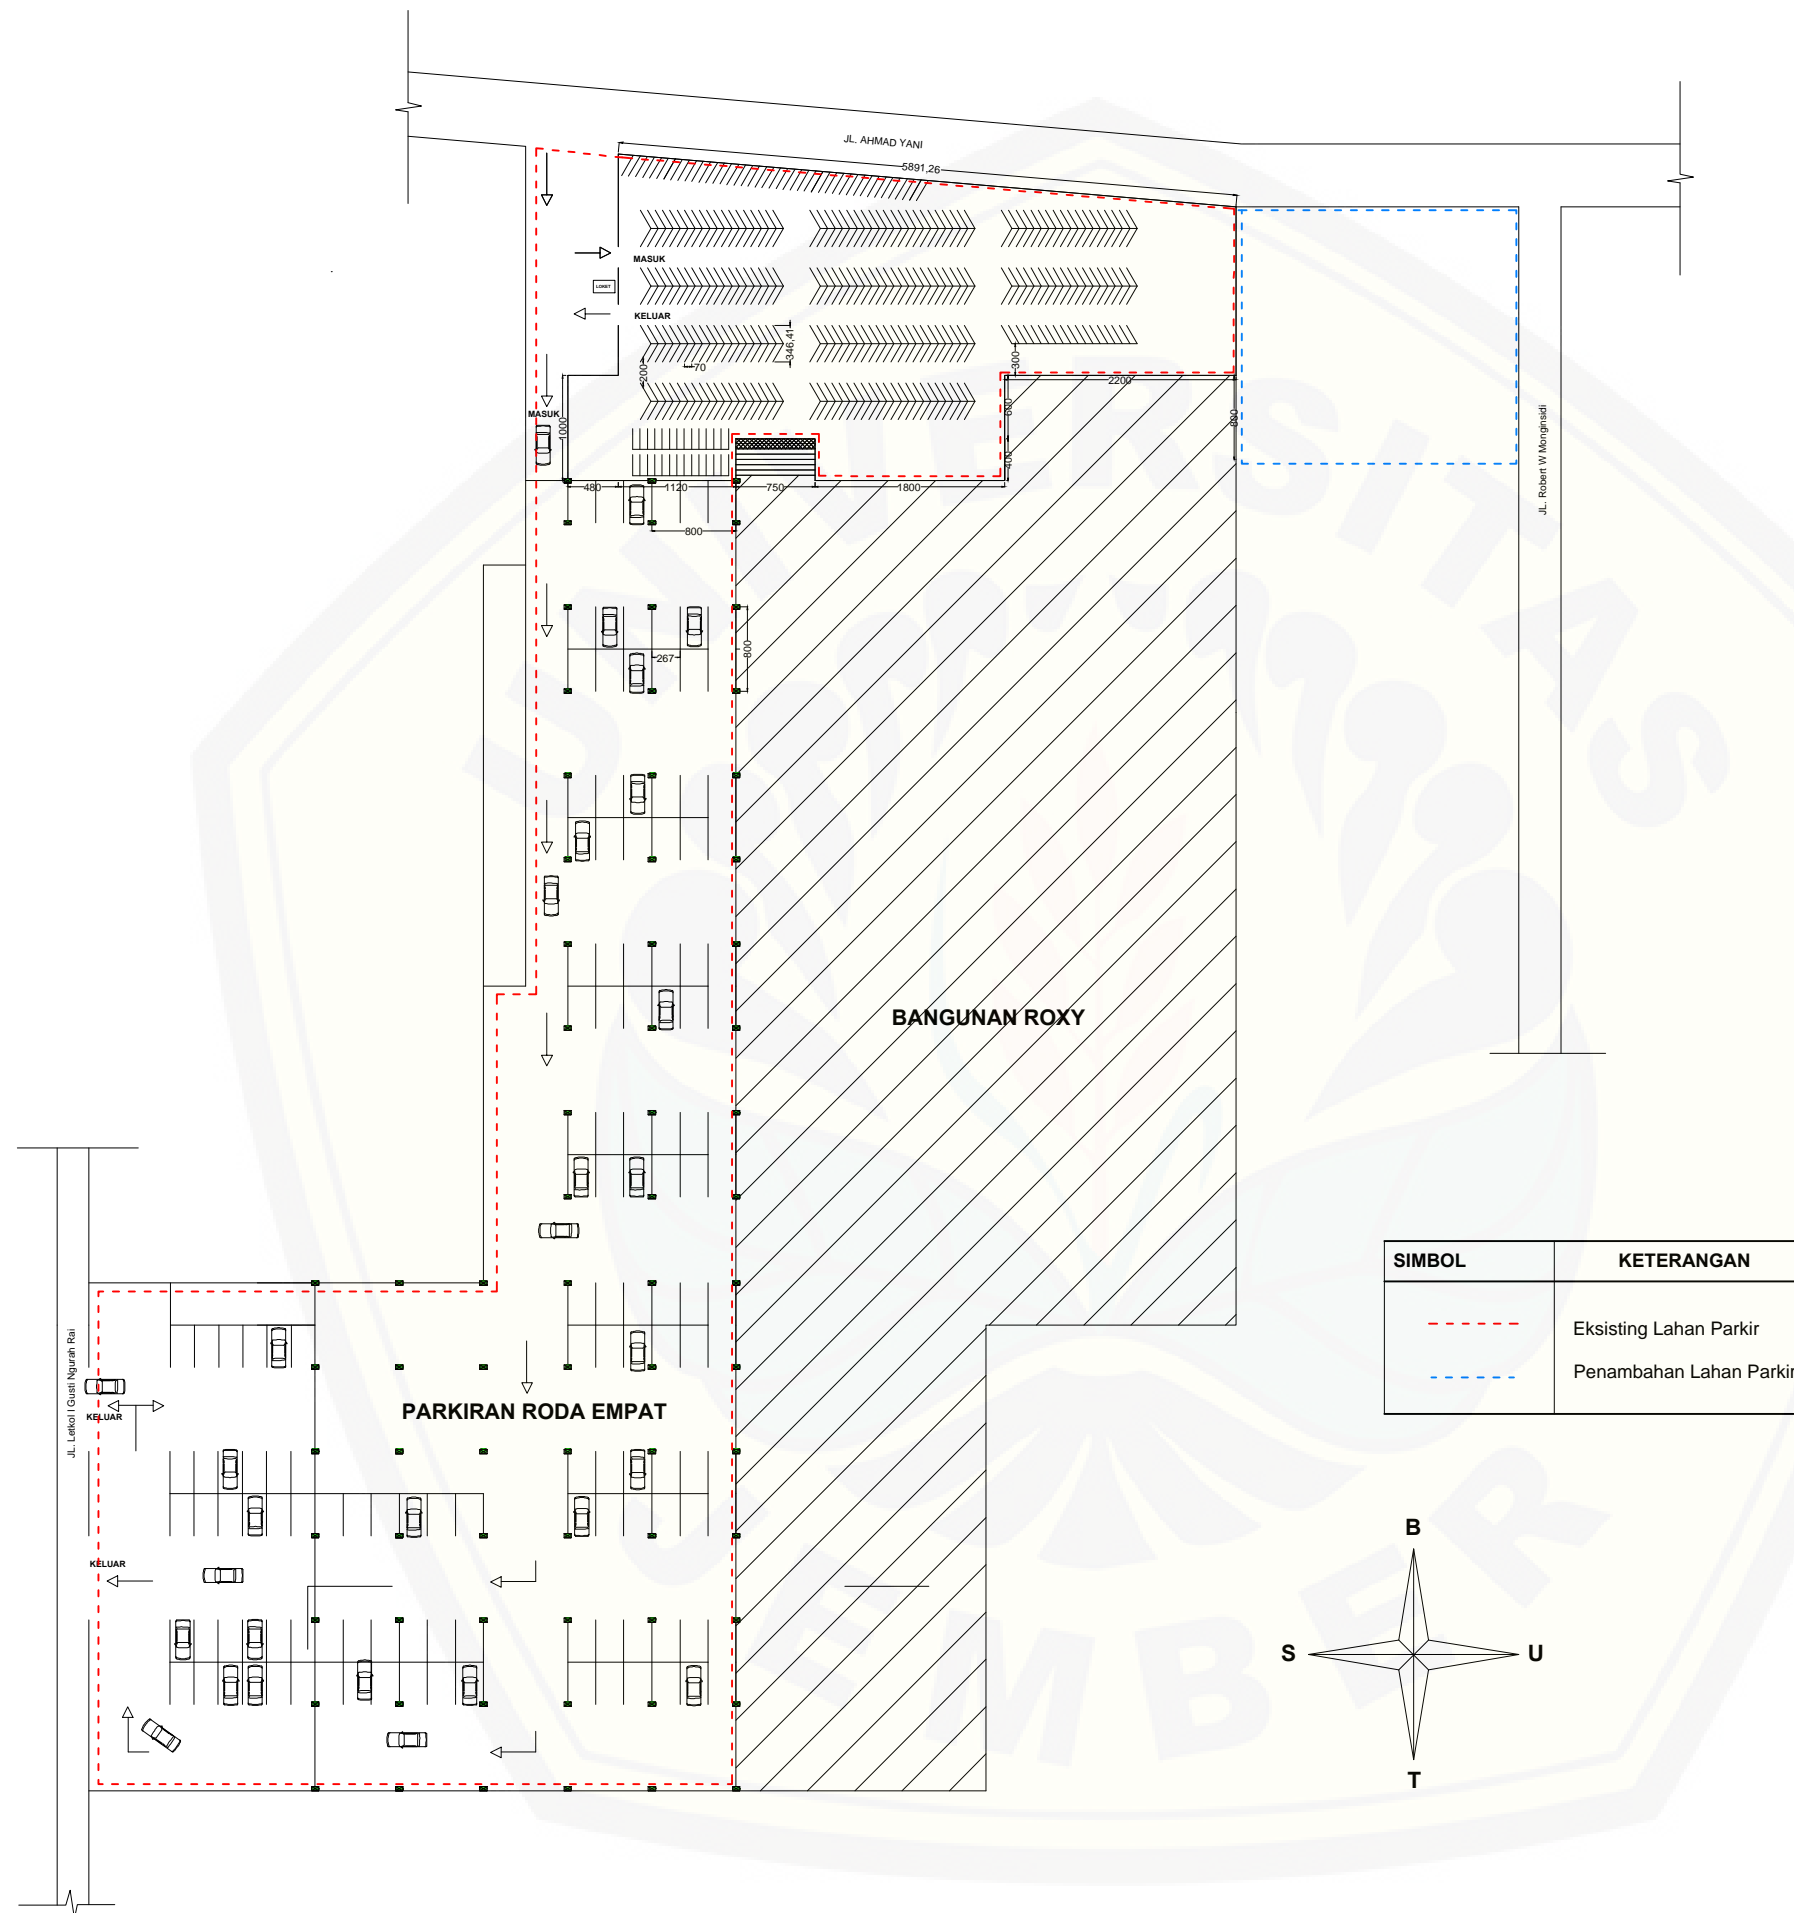 JL. AHMAD YANI
5891,26
MASUK
LOKET
KELUAR
346,41
70
200
300
2200
MASUK
1000
600
400
800
480
1120
750
1800
800
JL. Robert W Monginsidi
800
267
BANGUNAN ROXY
SIMBOL
KETERANGAN
Eksisting Lahan Parkir
Penambahan Lahan Parkir
JL. Letkol I Gusti Ngurah Rai
KELUAR
PARKIRAN RODA EMPAT
KELUAR
B
S
U
T
UNIVERSITAS
JEMBER